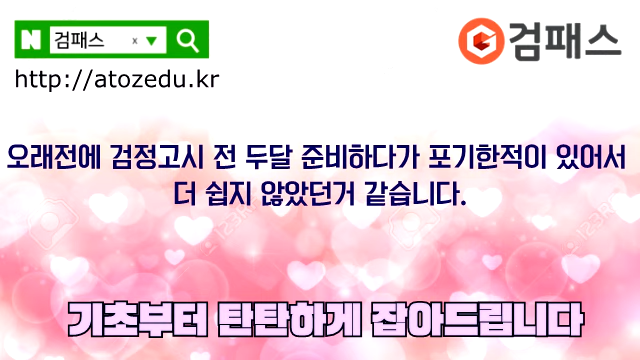 N 검패스 x ▼
검패스
http://atozedu.kr
오래전에 검정고시 전 두달 준비하다가 포기한적이 있어서
더 쉽지 않았던거 같습니다.
기초부터 탄탄하게 잡아드립니다